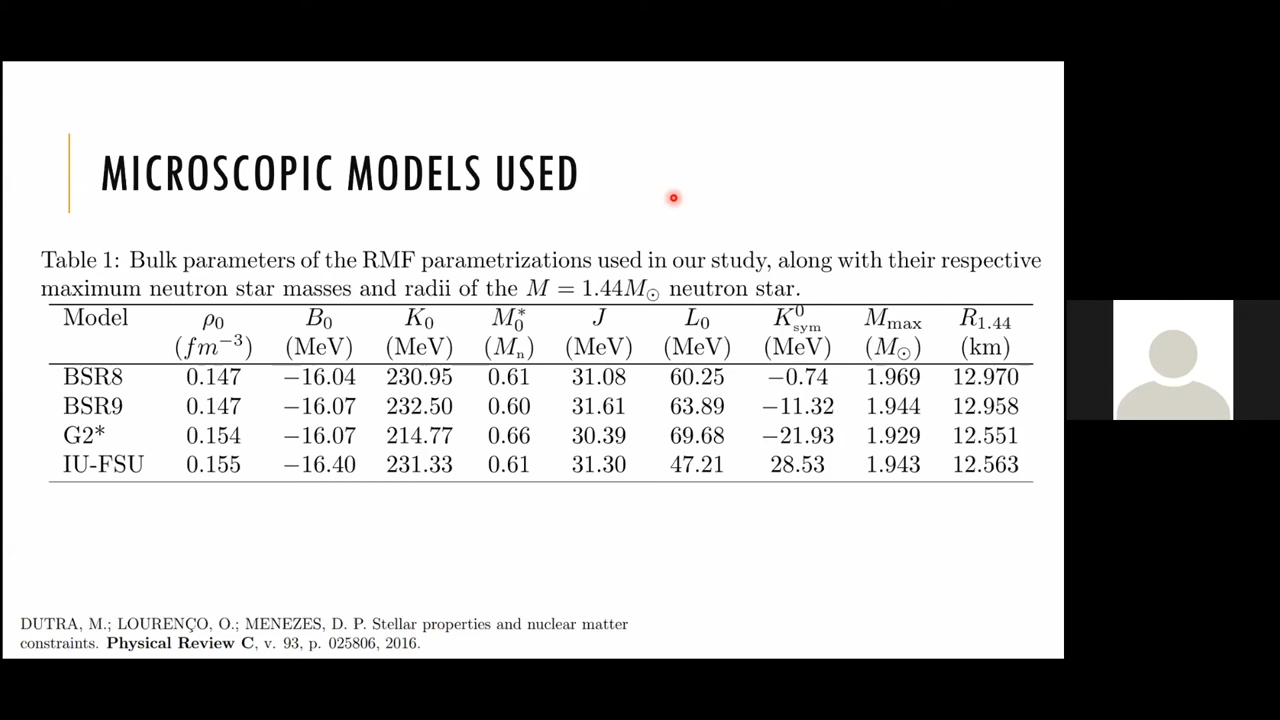 MICROSCOPIC MODELS USED
Table 1: Bulk parameters of the RMF parametrizations used in our study, along with their respective
maximum neutron star masses and radii of the M = 1.44M⊙ neutron star.
Model ρ₀ B₀ K₀ M₀* J L₀ K⁰sym Mmax R₁.₄₄
(fm⁻³) (MeV) (MeV) (Mₙ) (MeV) (MeV) (MeV) (M⊙) (km)
BSR8 0.147 −16.04 230.95 0.61 31.08 60.25 −0.74 1.969 12.970
BSR9 0.147 −16.07 232.50 0.60 31.61 63.89 −11.32 1.944 12.958
G2* 0.154 −16.07 214.77 0.66 30.39 69.68 −21.93 1.929 12.551
IU-FSU 0.155 −16.40 231.33 0.61 31.30 47.21 28.53 1.943 12.563
DUTRA, M.; LOURENÇO, O.; MENEZES, D. P. Stellar properties and nuclear matter
constraints. Physical Review C, v. 93, p. 025806, 2016.